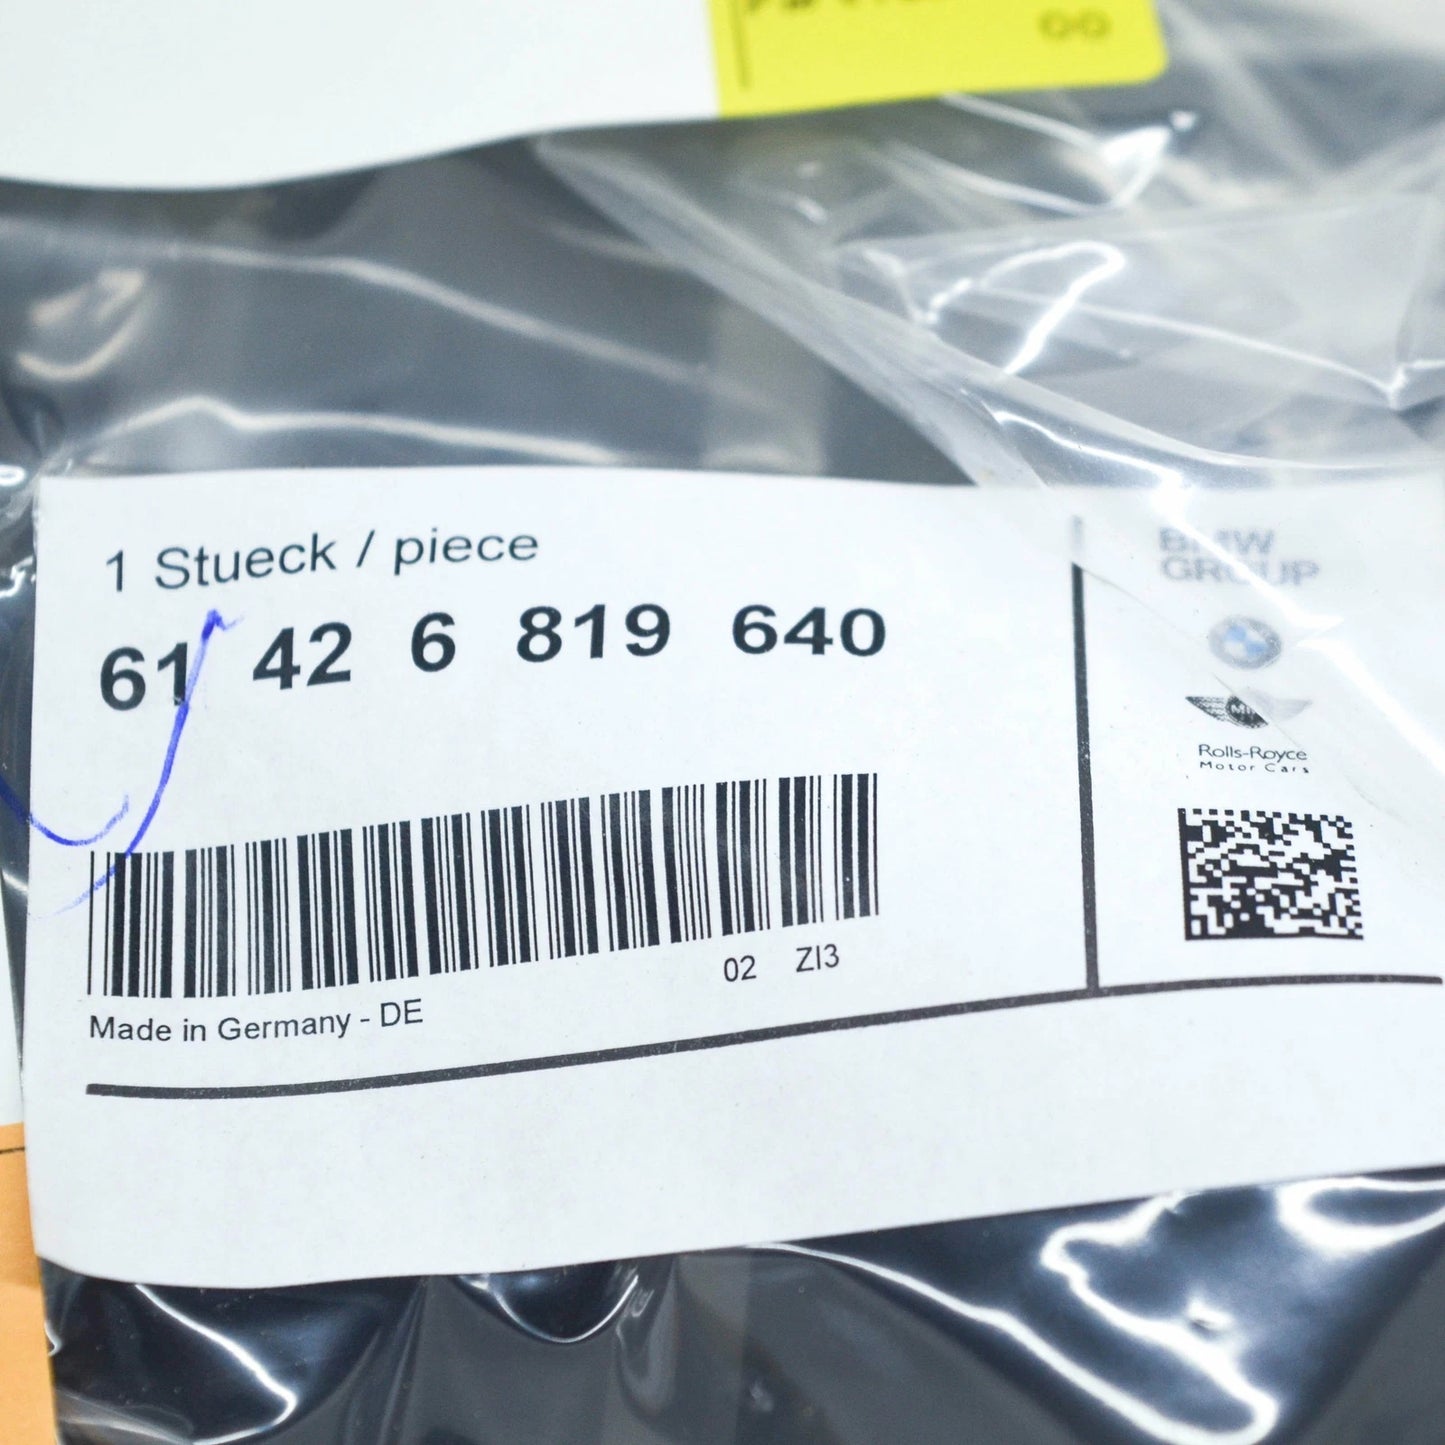 1 Stueck / piece
61 42 6 819 640
02 ZI3
Made in Germany - DE
BMW
GROUP
MINI
Rolls-Royce
Motor Cars